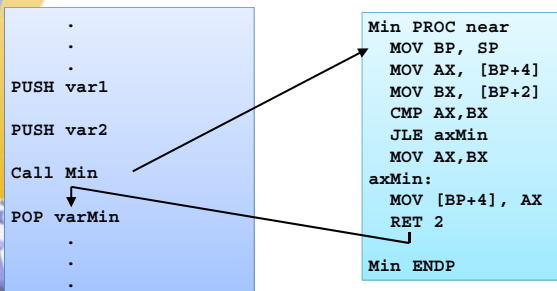 .
.
.
PUSH var1
PUSH var2
Call Min
POP varMin
.
.
.
Min PROC near
MOV BP, SP
MOV AX, [BP+4]
MOV BX, [BP+2]
CMP AX,BX
JLE axMin
MOV AX,BX
axMin:
MOV [BP+4], AX
RET 2
Min ENDP